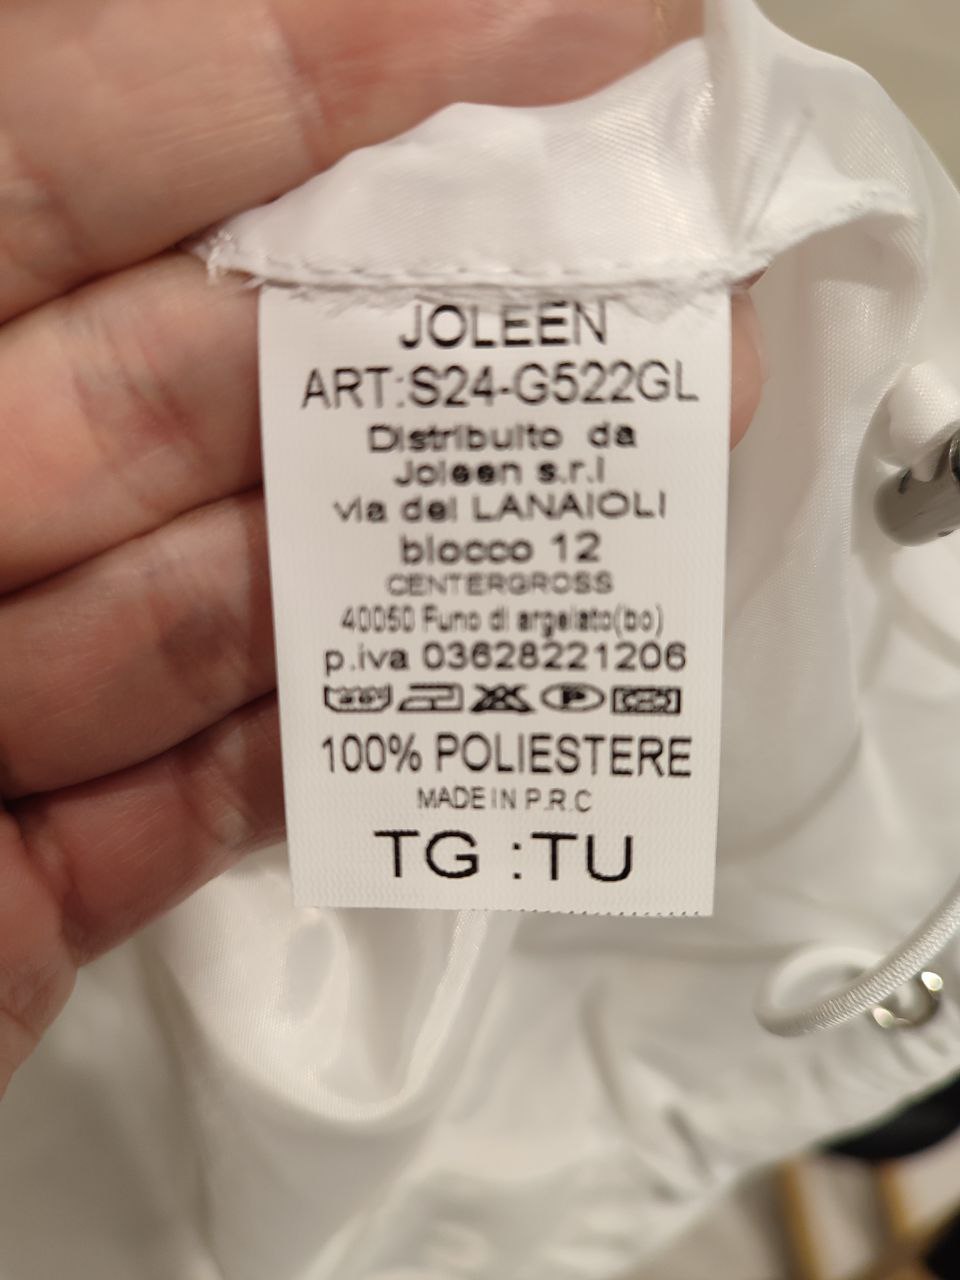 JOLEEN
ART:S24-G522GL
Distribuito da
Joleen s.r.l
via dei LANAIOLI
blocco 12
CENTERGROSS
40050 Funo di argelato(bo)
p.iva 03628221206
100% POLIESTERE
MADE IN P.R.C
TG :TU